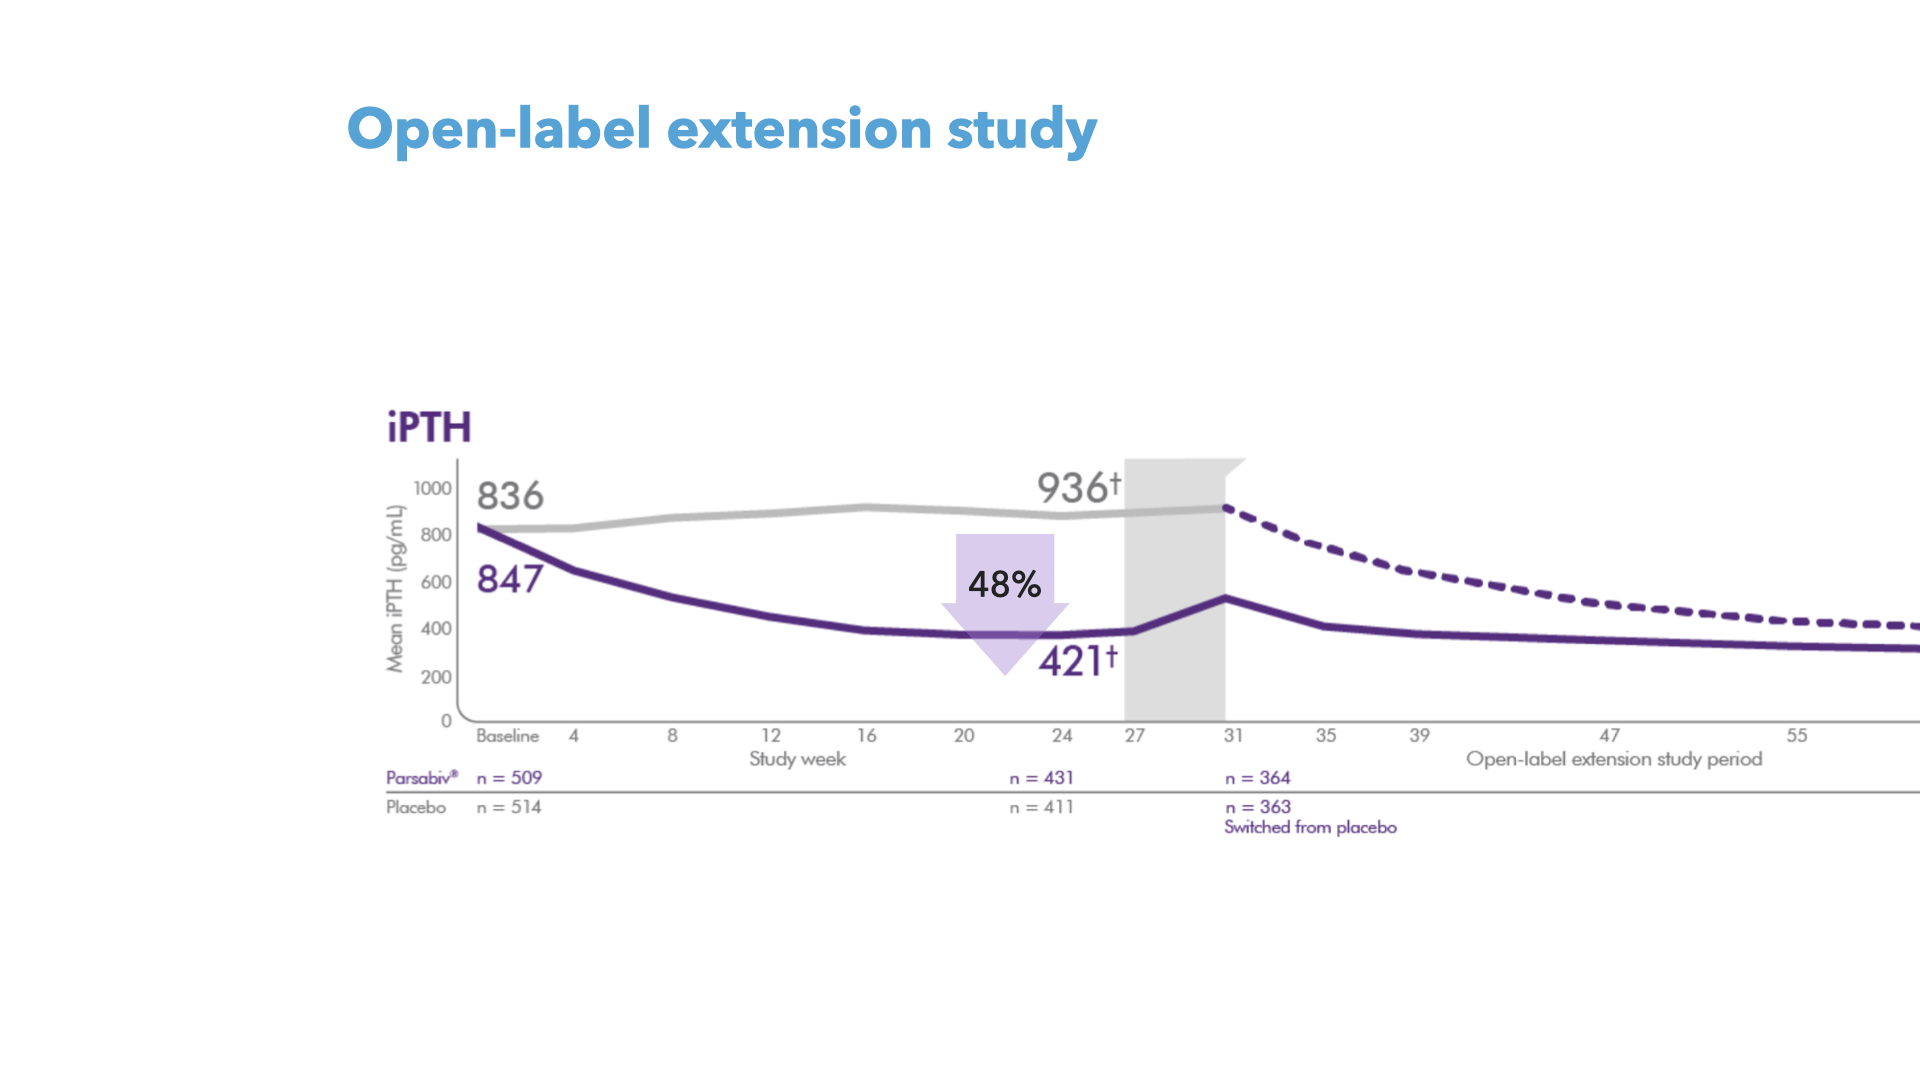 Open-label extension study
iPTH
Mean iPTH (pg/mL)
1000
800
600
400
200
0
836
936†
847
48%
421†
Baseline 4 8 12 16 20 24 27 31 35 39 47 55
Study week Open-label extension study period
Parsabiv® n = 509 n = 431 n = 364
Placebo n = 514 n = 411 n = 363
Switched from placebo